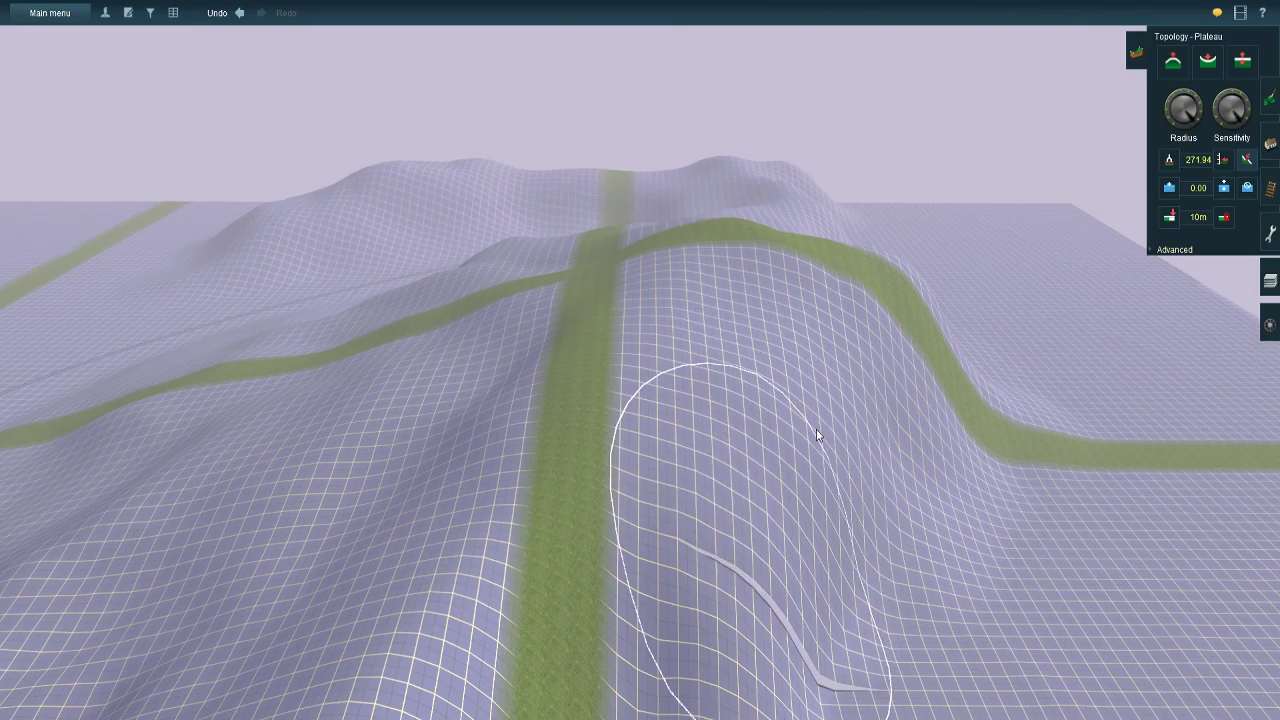 Main menu
Undo
Redo
?
Topology - Plateau
Radius
Sensitivity
271.94
0.00
10m
Advanced